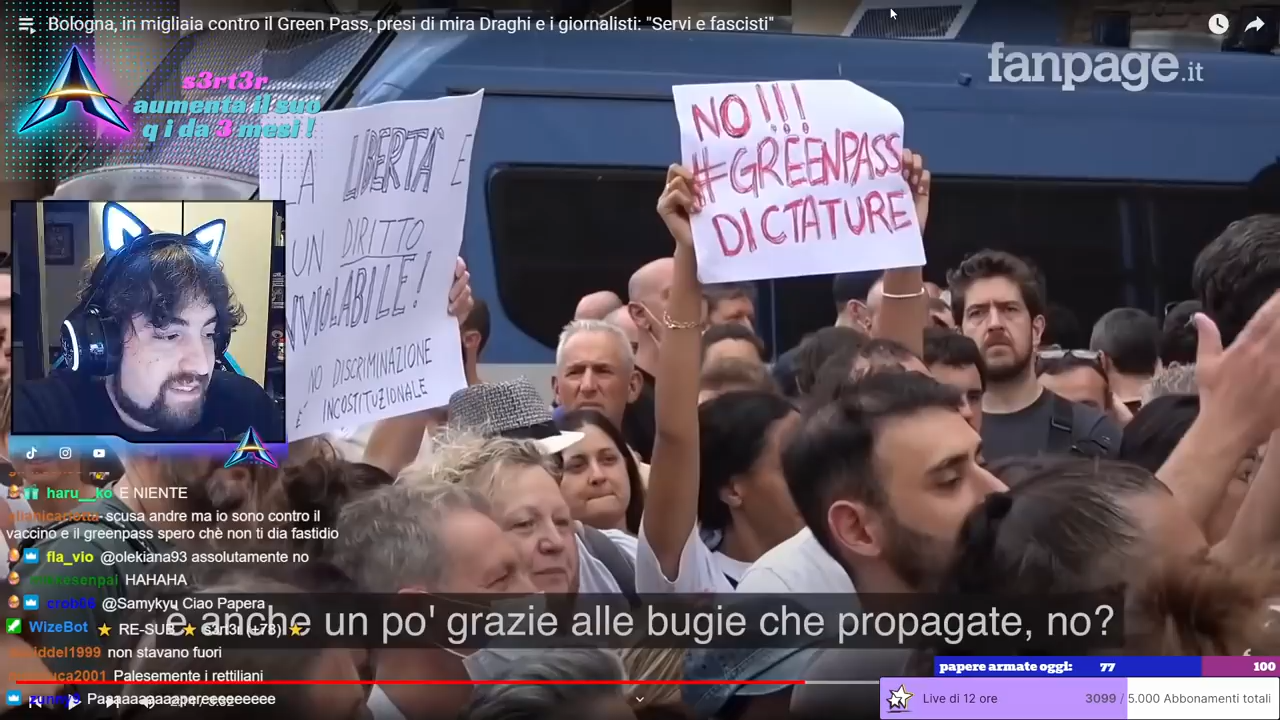 Bologna, in migliaia contro il Green Pass, presi di mira Draghi e i giornalisti: "Servi e fascisti"
fanpage.it
s3rt3r
aumenta il suo
q i da 3 mesi !
LA LIBERTA' E
UN DIRITTO
INVIOLABILE!
NO DISCRIMINAZIONE
E' INCOSTITUZIONALE
NO!!!
#GREENPASS
DICTATURE
haru__ko E NIENTE
scusa andre ma io sono contro il
vaccino e il greenpass spero chè non ti dia fastidio
fla_vio @olekiana93 assolutamente no
HAHAHA
crob66 @Samykyu Ciao Papera
è anche un po' grazie alle bugie che propagate, no?
WizeBot ★ RE-SUB ★ s3rt3r (+78) ★
non stavano fuori
Palesemente i rettiliani
papere armate oggi: 77 100
Live di 12 ore 3099 / 5.000 Abbonamenti totali